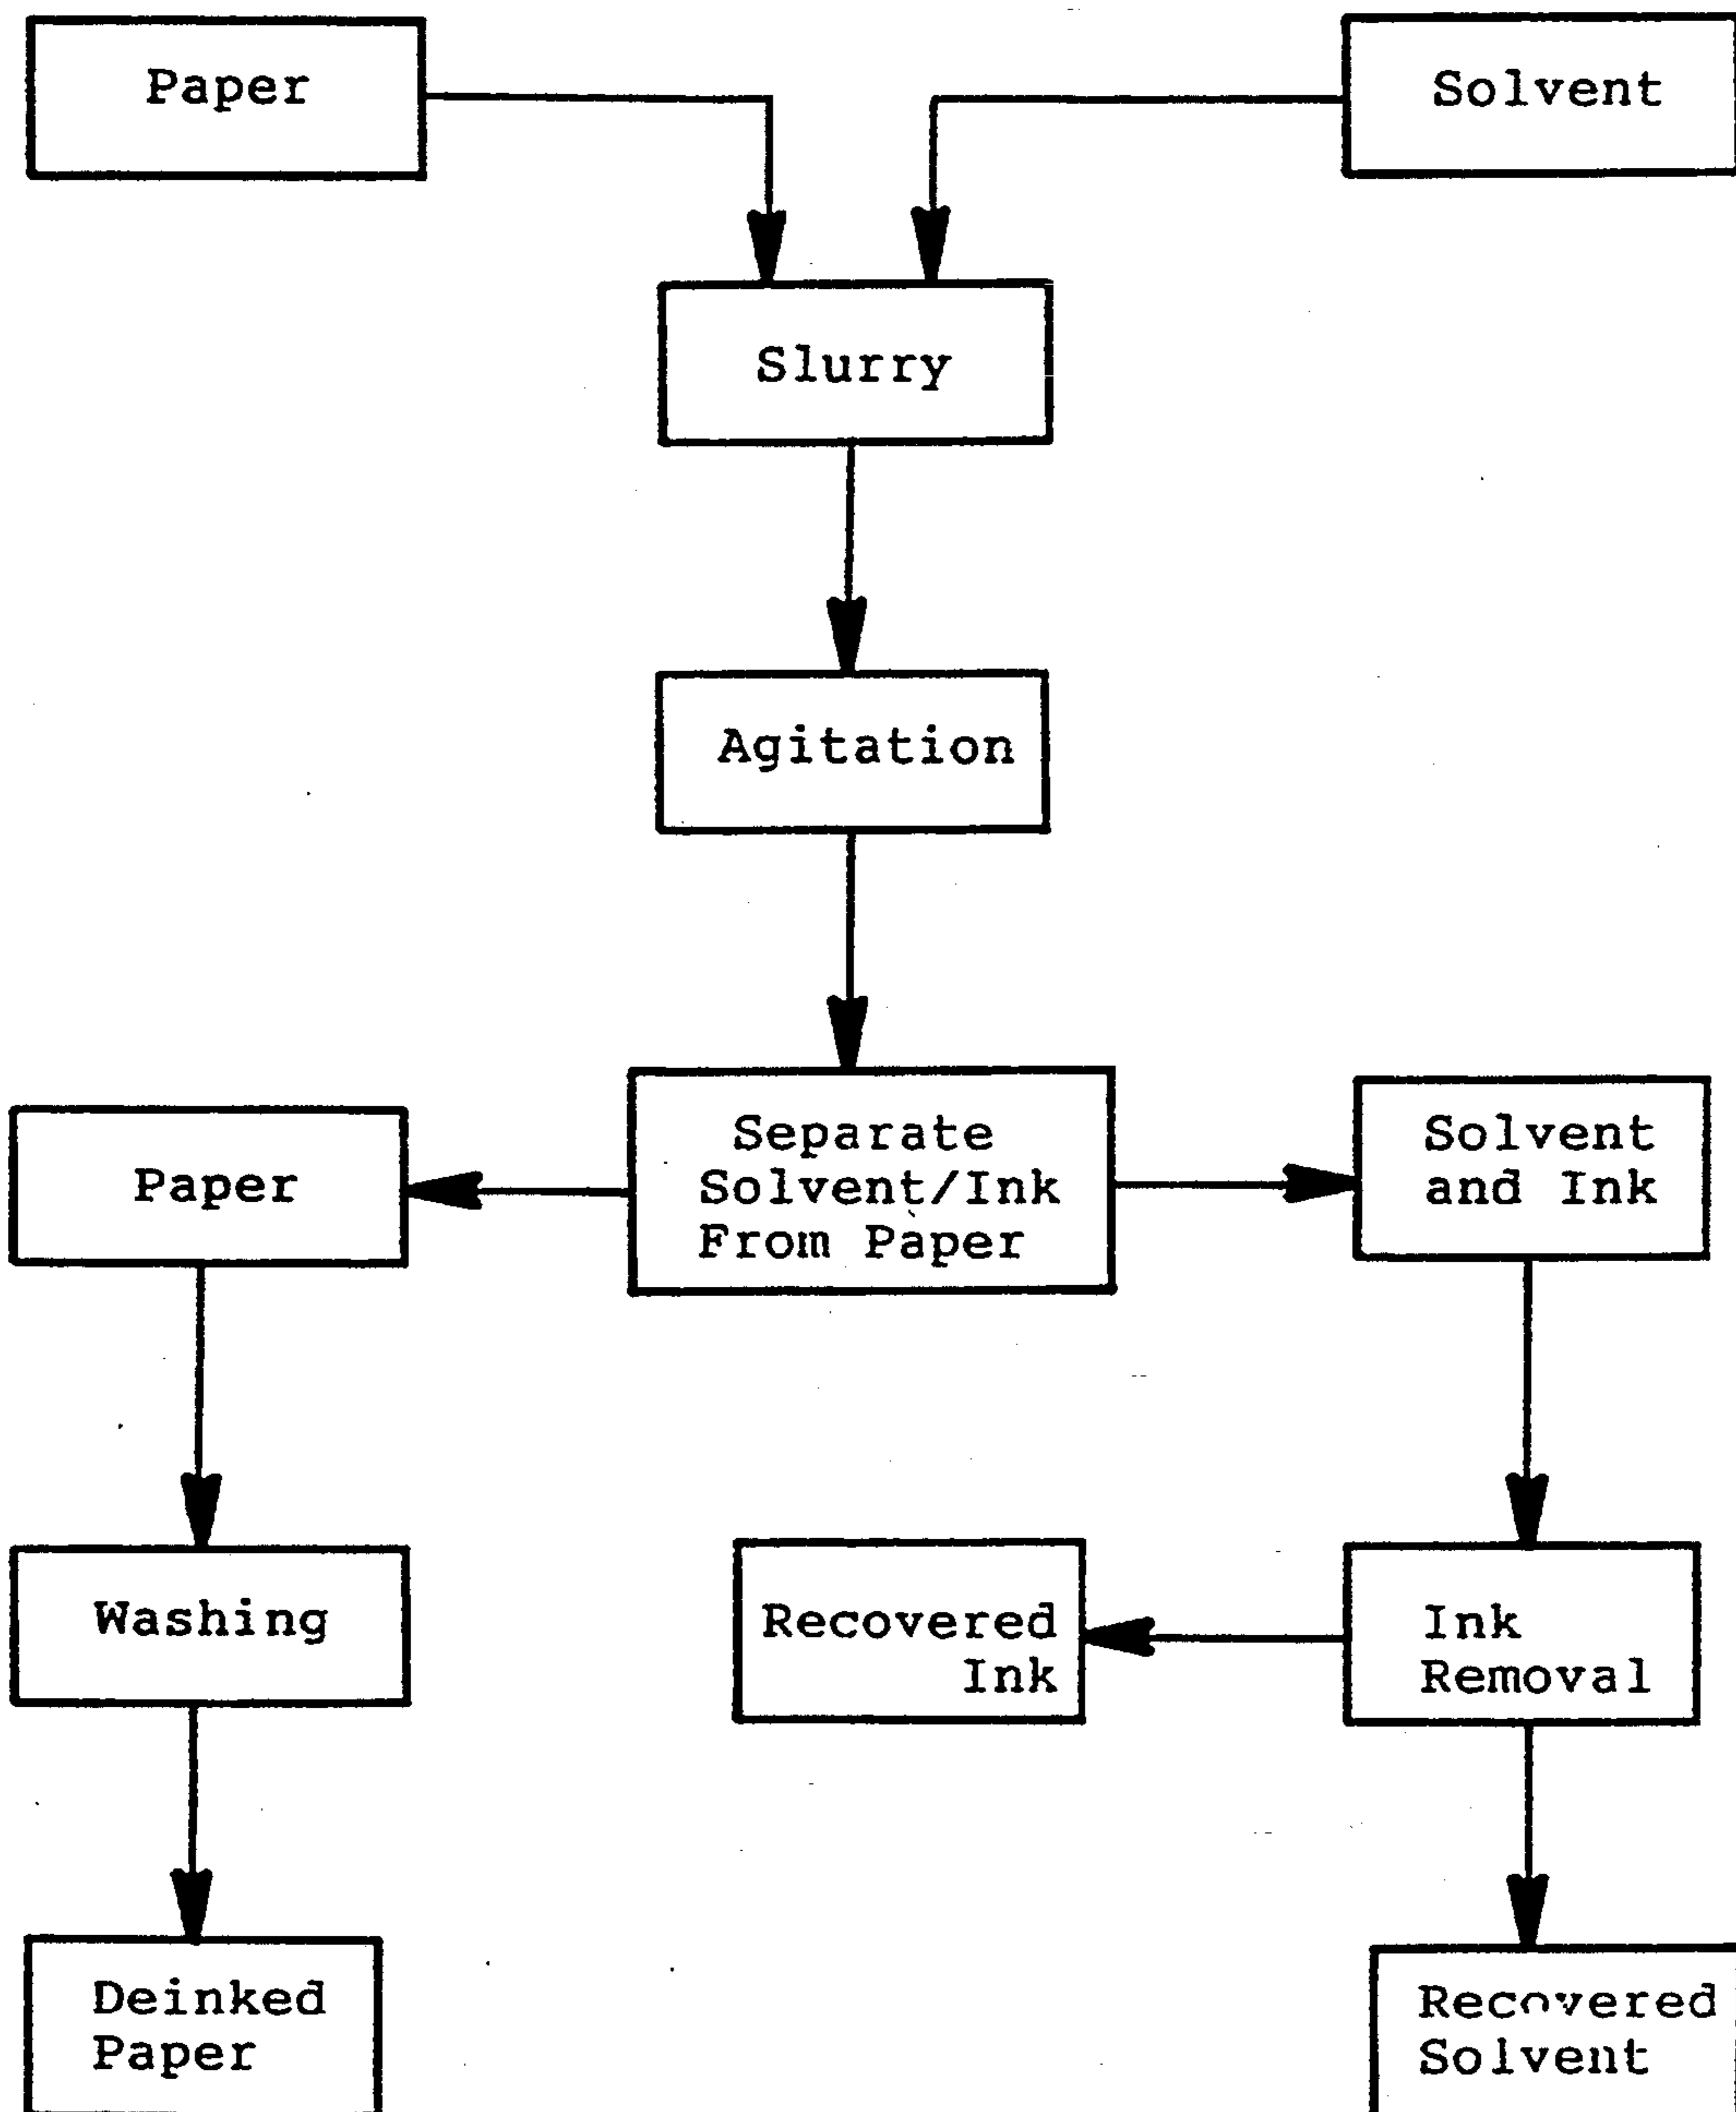 Paper
Solvent
Slurry
Agitation
Separate
Solvent/Ink
From Paper
Paper
Solvent
and Ink
Washing
Recovered
Ink
Ink
Removal
Deinked
Paper
Recovered
Solvent